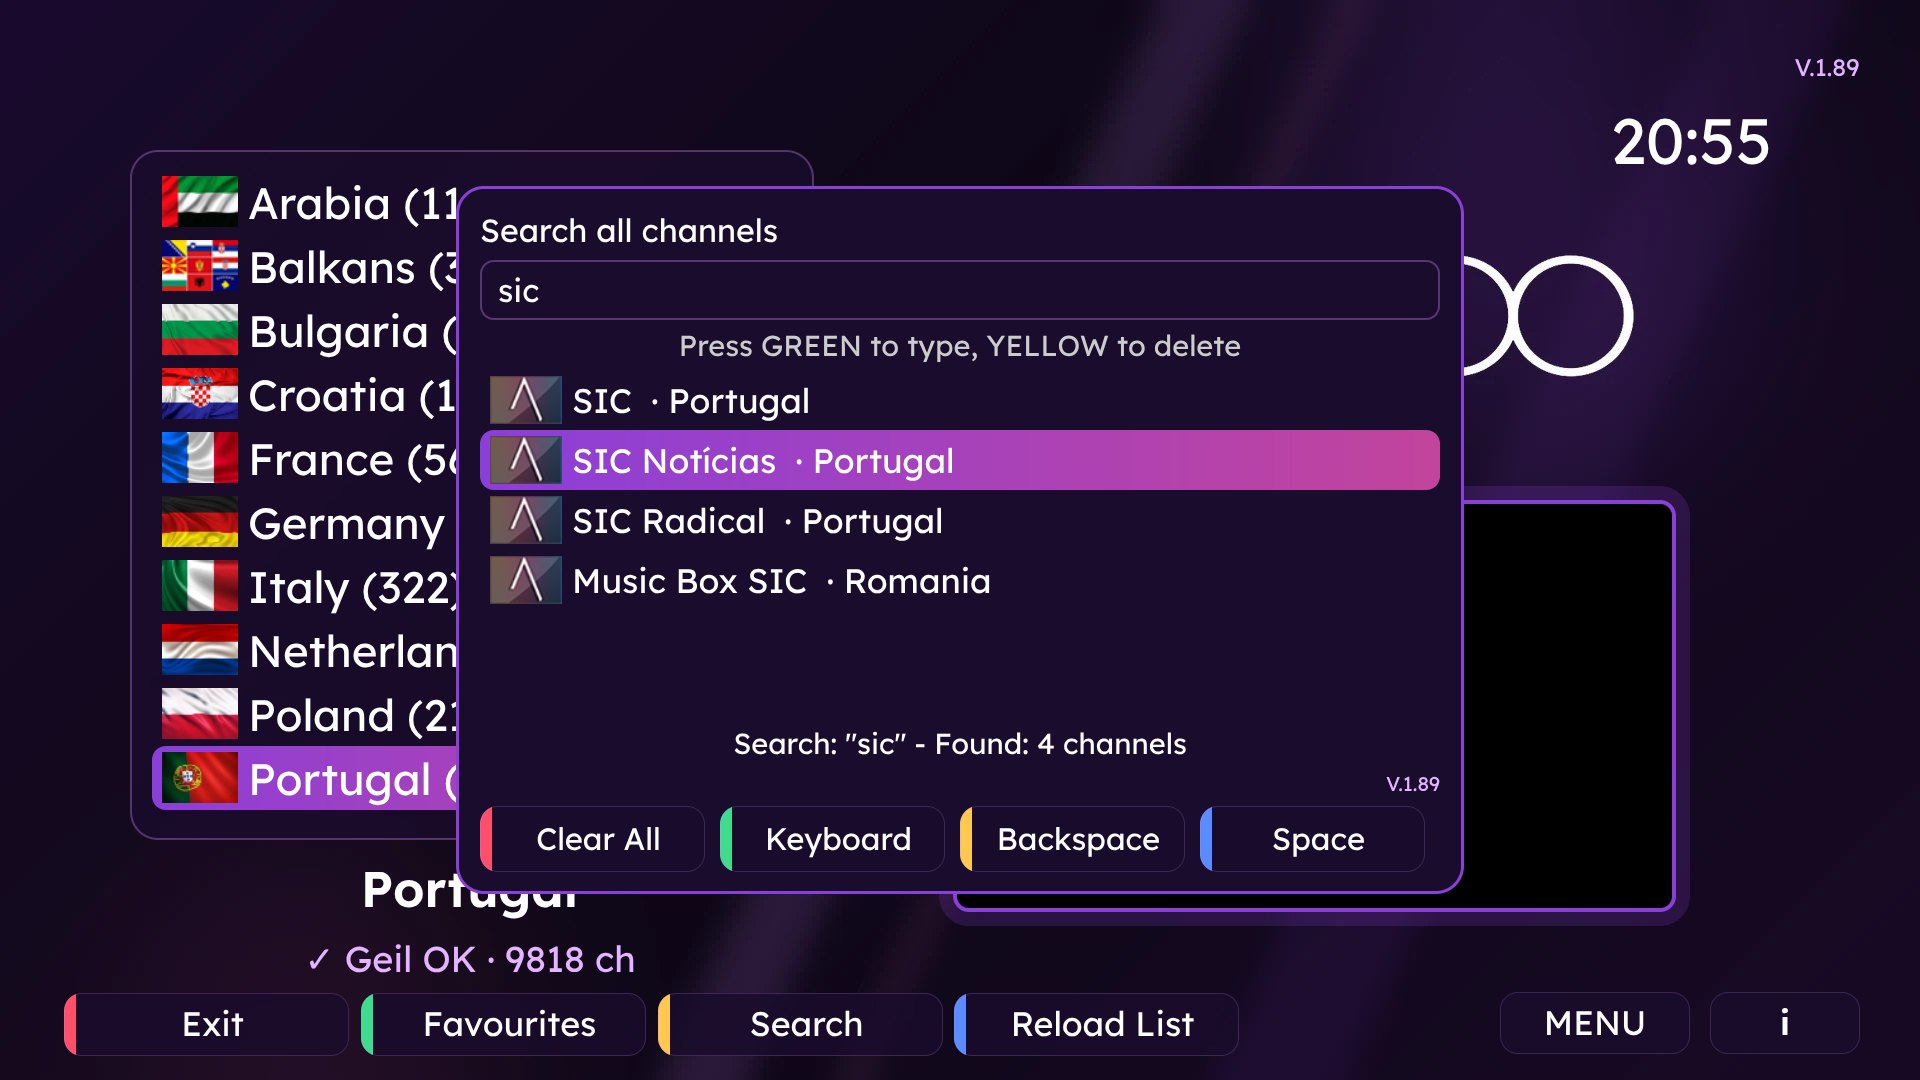 V.1.89
20:55
Arabia (11
Balkans (3
Bulgaria (
Croatia (1
France (56
Germany
Italy (322)
Netherlan
Poland (21
Portugal (
Search all channels
sic
Press GREEN to type, YELLOW to delete
SIC · Portugal
SIC Notícias · Portugal
SIC Radical · Portugal
Music Box SIC · Romania
Search: "sic" - Found: 4 channels
V.1.89
Clear All
Keyboard
Backspace
Space
Portugal
✓ Geil OK · 9818 ch
Exit
Favourites
Search
Reload List
MENU
i